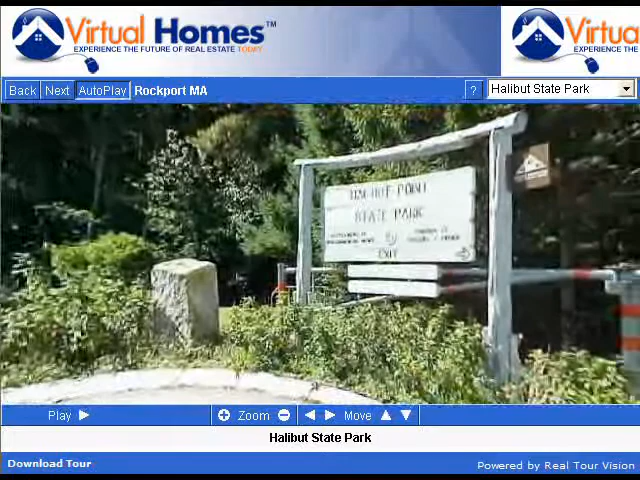 Virtual Homes™
EXPERIENCE THE FUTURE OF REAL ESTATE TODAY
Virtua
EXPERIENCE THE
Back Next AutoPlay Rockport MA ? Halibut State Park
POINT
STATE PARK
EXIT
Play Zoom Move
Halibut State Park
Download Tour
Powered by Real Tour Vision